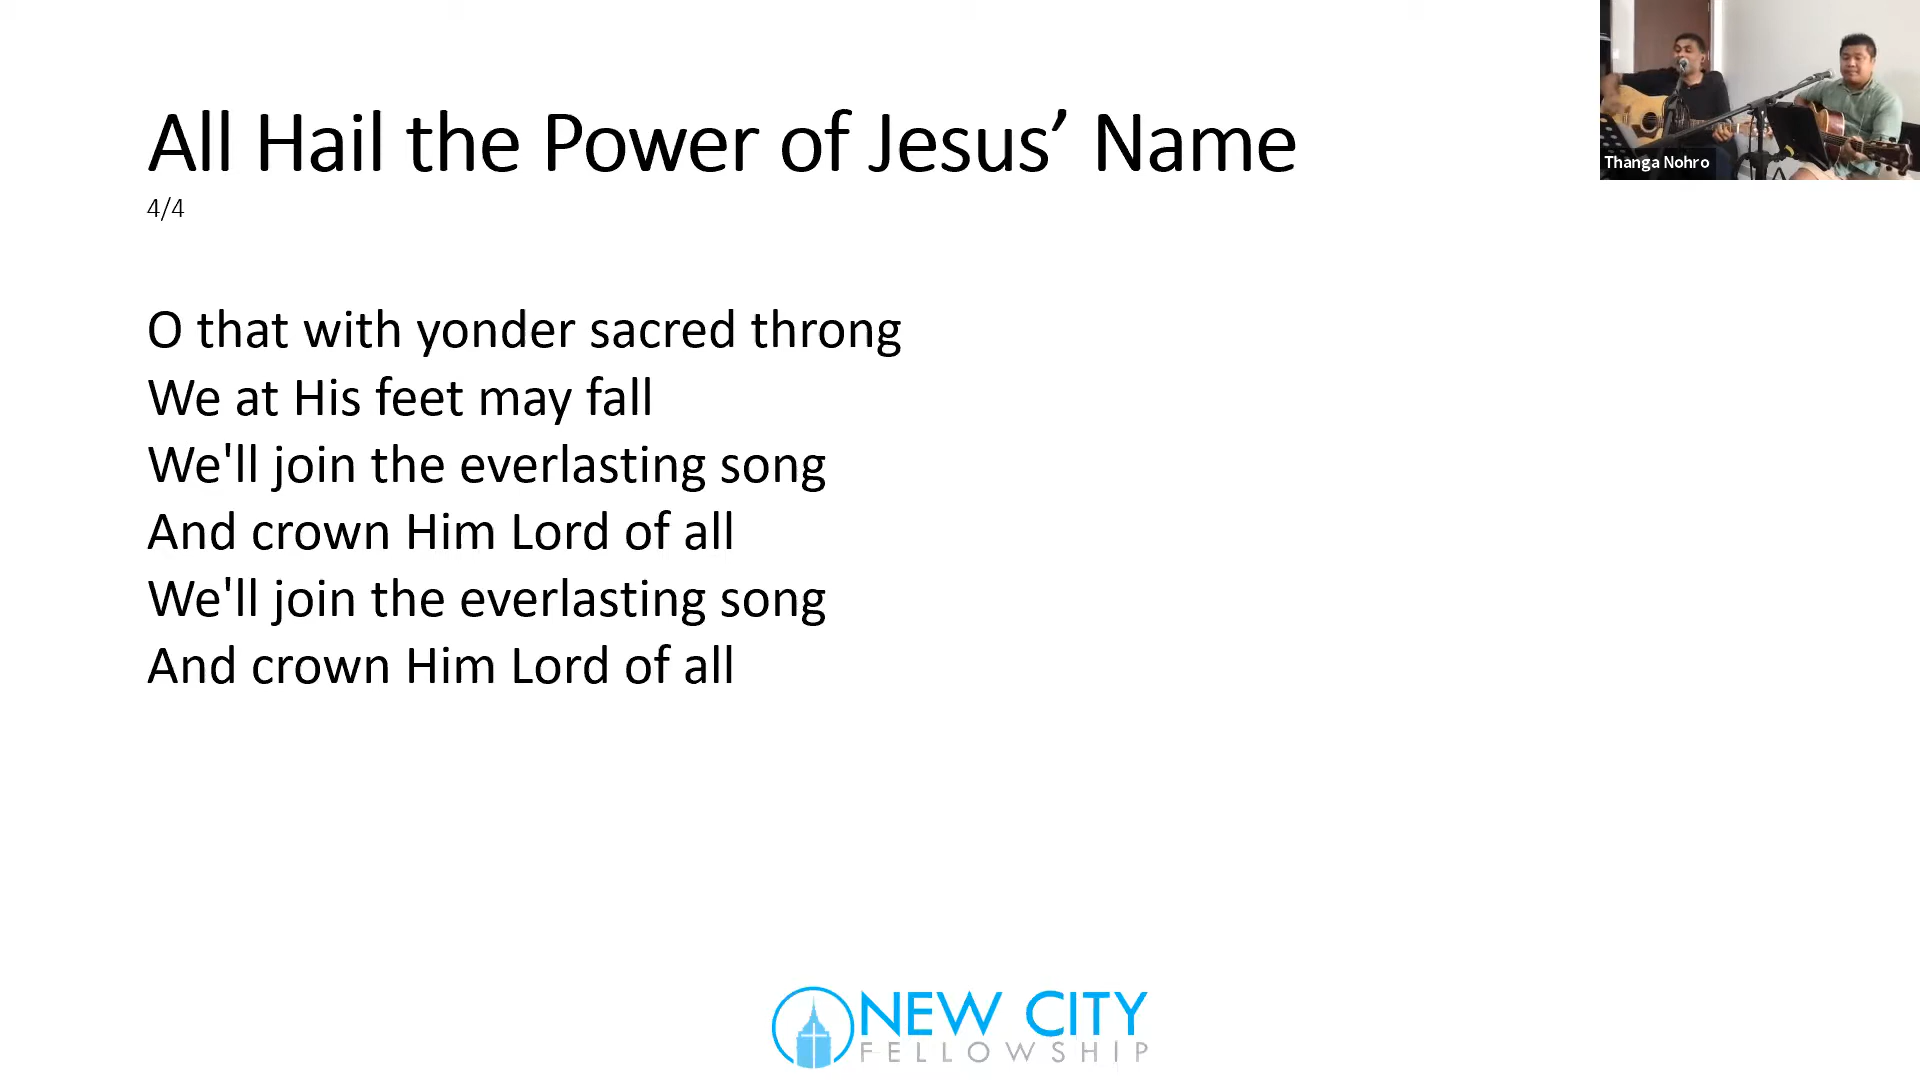 All Hail the Power of Jesus’ Name
4/4
O that with yonder sacred throng
We at His feet may fall
We'll join the everlasting song
And crown Him Lord of all
We'll join the everlasting song
And crown Him Lord of all
Thanga Nohro
NEW CITY
FELLOWSHIP